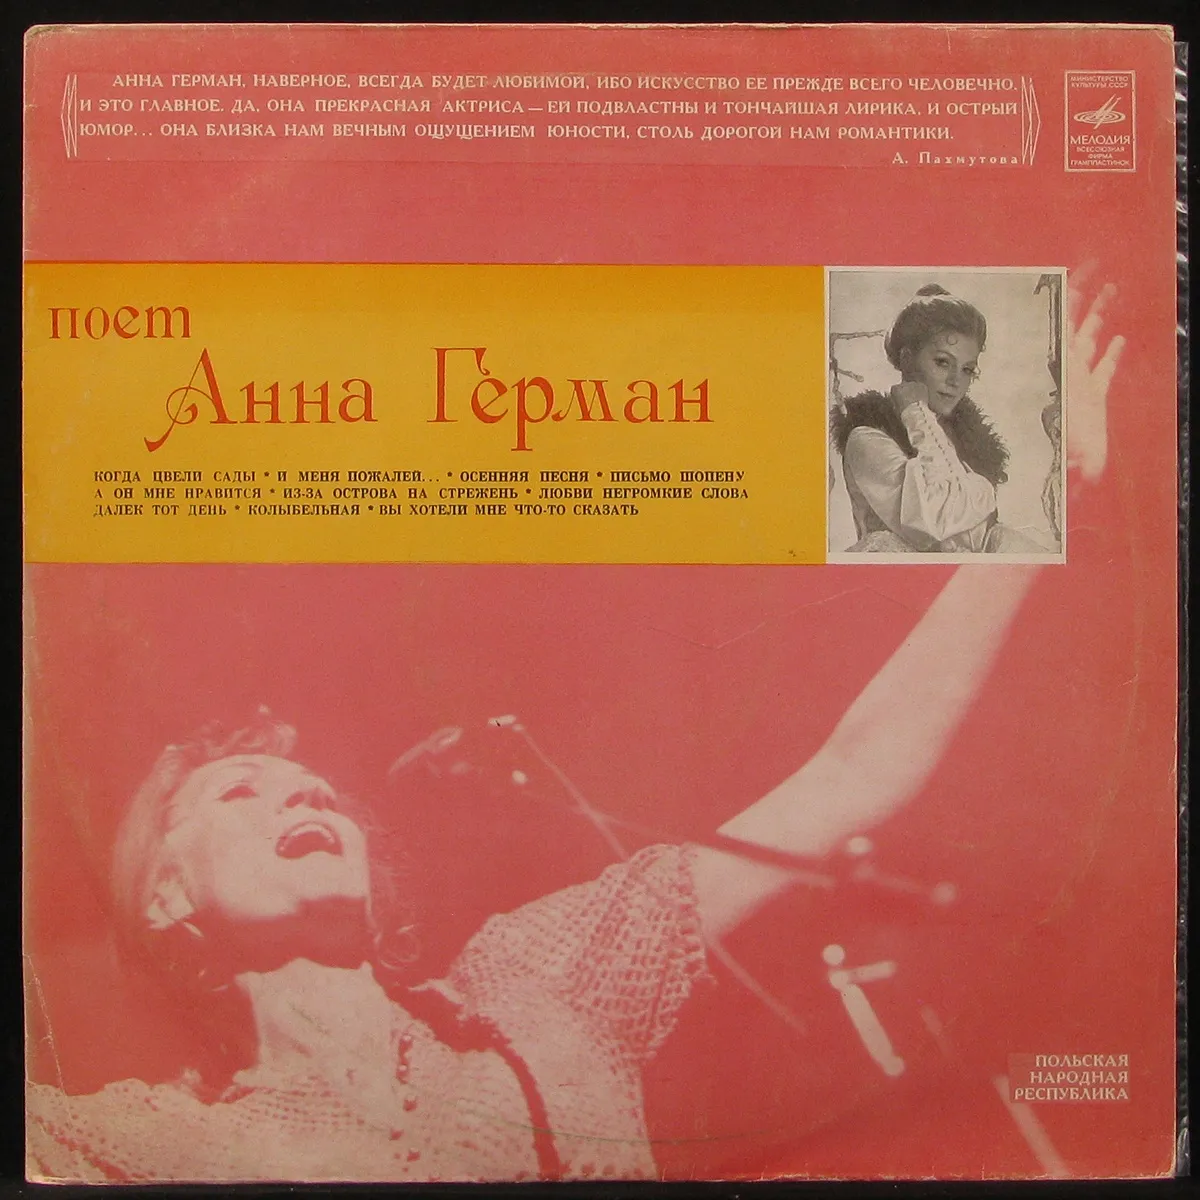 АННА ГЕРМАН, НАВЕРНОЕ, ВСЕГДА БУДЕТ ЛЮБИМОЙ, ИБО ИСКУССТВО ЕЕ ПРЕЖДЕ ВСЕГО ЧЕЛОВЕЧНО.
И ЭТО ГЛАВНОЕ. ДА, ОНА ПРЕКРАСНАЯ АКТРИСА — ЕЙ ПОДВЛАСТНЫ И ТОНЧАЙШАЯ ЛИРИКА, И ОСТРЫЙ
ЮМОР... ОНА БЛИЗКА НАМ ВЕЧНЫМ ОЩУЩЕНИЕМ ЮНОСТИ, СТОЛЬ ДОРОГОЙ НАМ РОМАНТИКИ.
А. Пахмутова
МИНИСТЕРСТВО
КУЛЬТУРЫ СССР
МЕЛОДИЯ
ВСЕСОЮЗНАЯ
ФИРМА
ГРАМПЛАСТИНОК
поет
Анна Герман
КОГДА ЦВЕЛИ САДЫ * И МЕНЯ ПОЖАЛЕЙ... * ОСЕННЯЯ ПЕСНЯ * ПИСЬМО ШОПЕНУ
А ОН МНЕ НРАВИТСЯ * ИЗ-ЗА ОСТРОВА НА СТРЕЖЕНЬ * ЛЮБВИ НЕГРОМКИЕ СЛОВА
ДАЛЕК ТОТ ДЕНЬ * КОЛЫБЕЛЬНАЯ * ВЫ ХОТЕЛИ МНЕ ЧТО-ТО СКАЗАТЬ
ПОЛЬСКАЯ
НАРОДНАЯ
РЕСПУБЛИКА